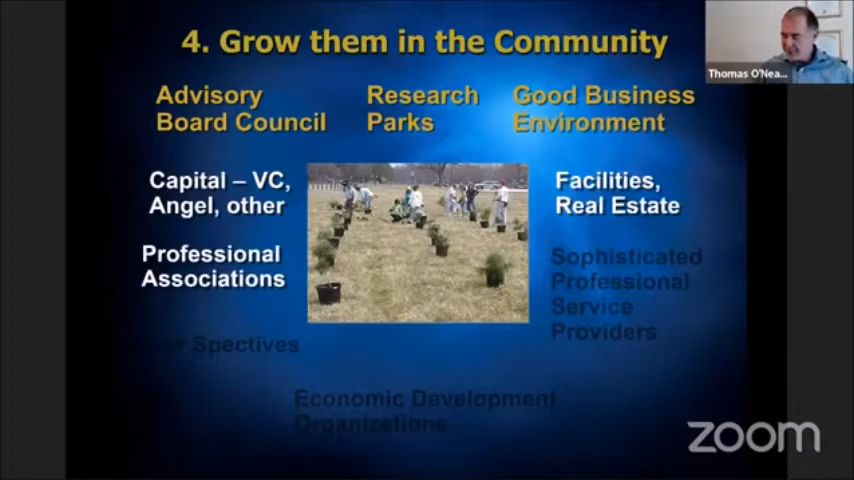 4. Grow them in the Community
Thomas O'Nea...
Advisory
Board Council
Research
Parks
Good Business
Environment
Capital – VC,
Angel, other
Facilities,
Real Estate
Professional
Associations
Sophisticated
Professional
Service
Providers
Spectives
Economic Development
Organizations
zoom